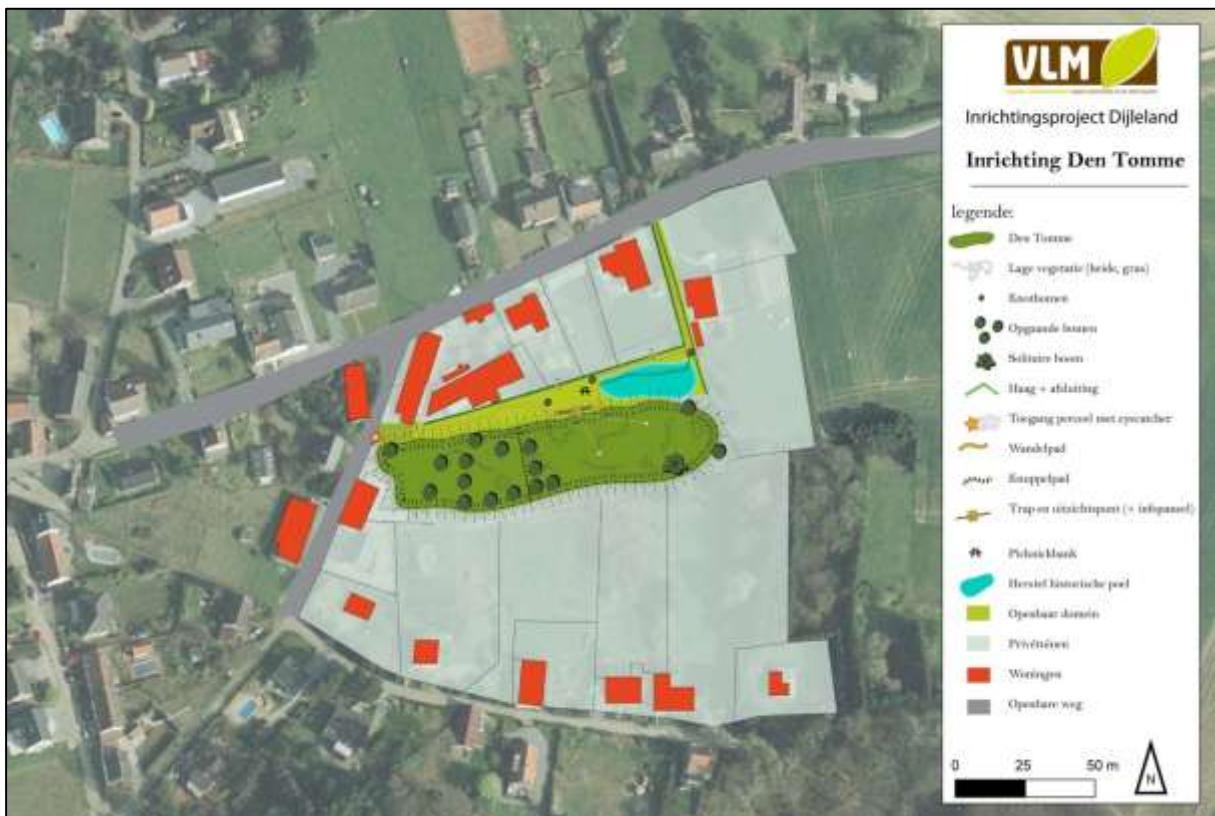 VLM
Inrichtingsproject Dijleland
Inrichting Den Tomme
legende:
Den Tomme
Lage vegetatie (heide, gras)
Knotbomen
Opgaande bomen
Solitaire boom
Haag + afsluiting
Toegang perceel met eyecatcher
Wandelpad
Knuppelpad
Trap en uitzichtpunt (+ infopaneel)
Picknickbank
Herstel historische poel
Openbaar domein
Privétuinen
Woningen
Openbare weg
0 25 50 m
N